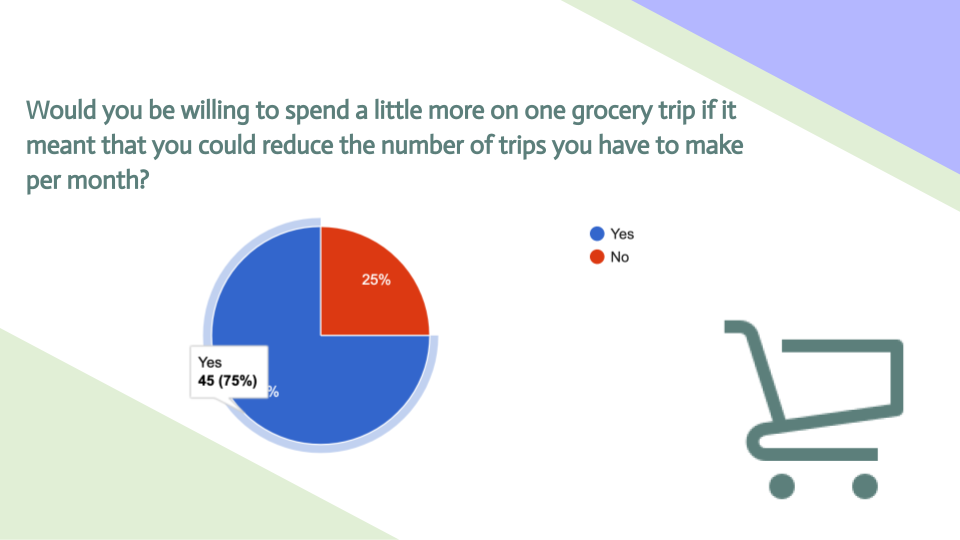 Would you be willing to spend a little more on one grocery trip if it
meant that you could reduce the number of trips you have to make
per month?
Yes
No
25%
Yes
45 (75%)
%